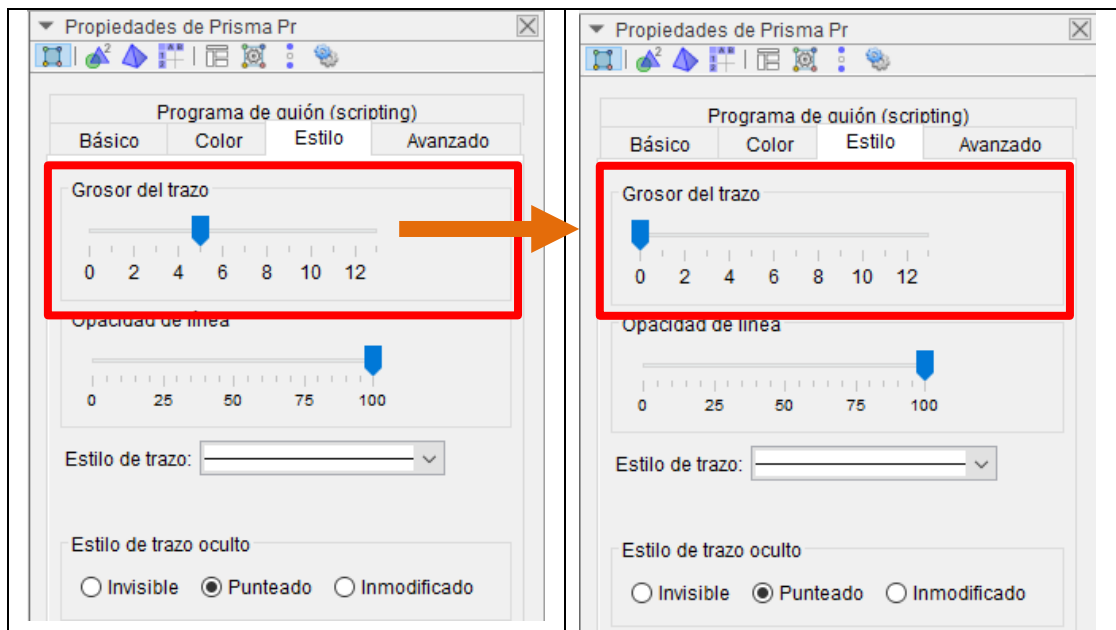 Propiedades de Prisma Pr
Programa de guión (scripting)
Básico Color Estilo Avanzado
Grosor del trazo
0 2 4 6 8 10 12
Opacidad de línea
0 25 50 75 100
Estilo de trazo:
Estilo de trazo oculto
Invisible Punteado Inmodificado
Propiedades de Prisma Pr
Programa de guión (scripting)
Básico Color Estilo Avanzado
Grosor del trazo
0 2 4 6 8 10 12
Opacidad de línea
0 25 50 75 100
Estilo de trazo:
Estilo de trazo oculto
Invisible Punteado Inmodificado